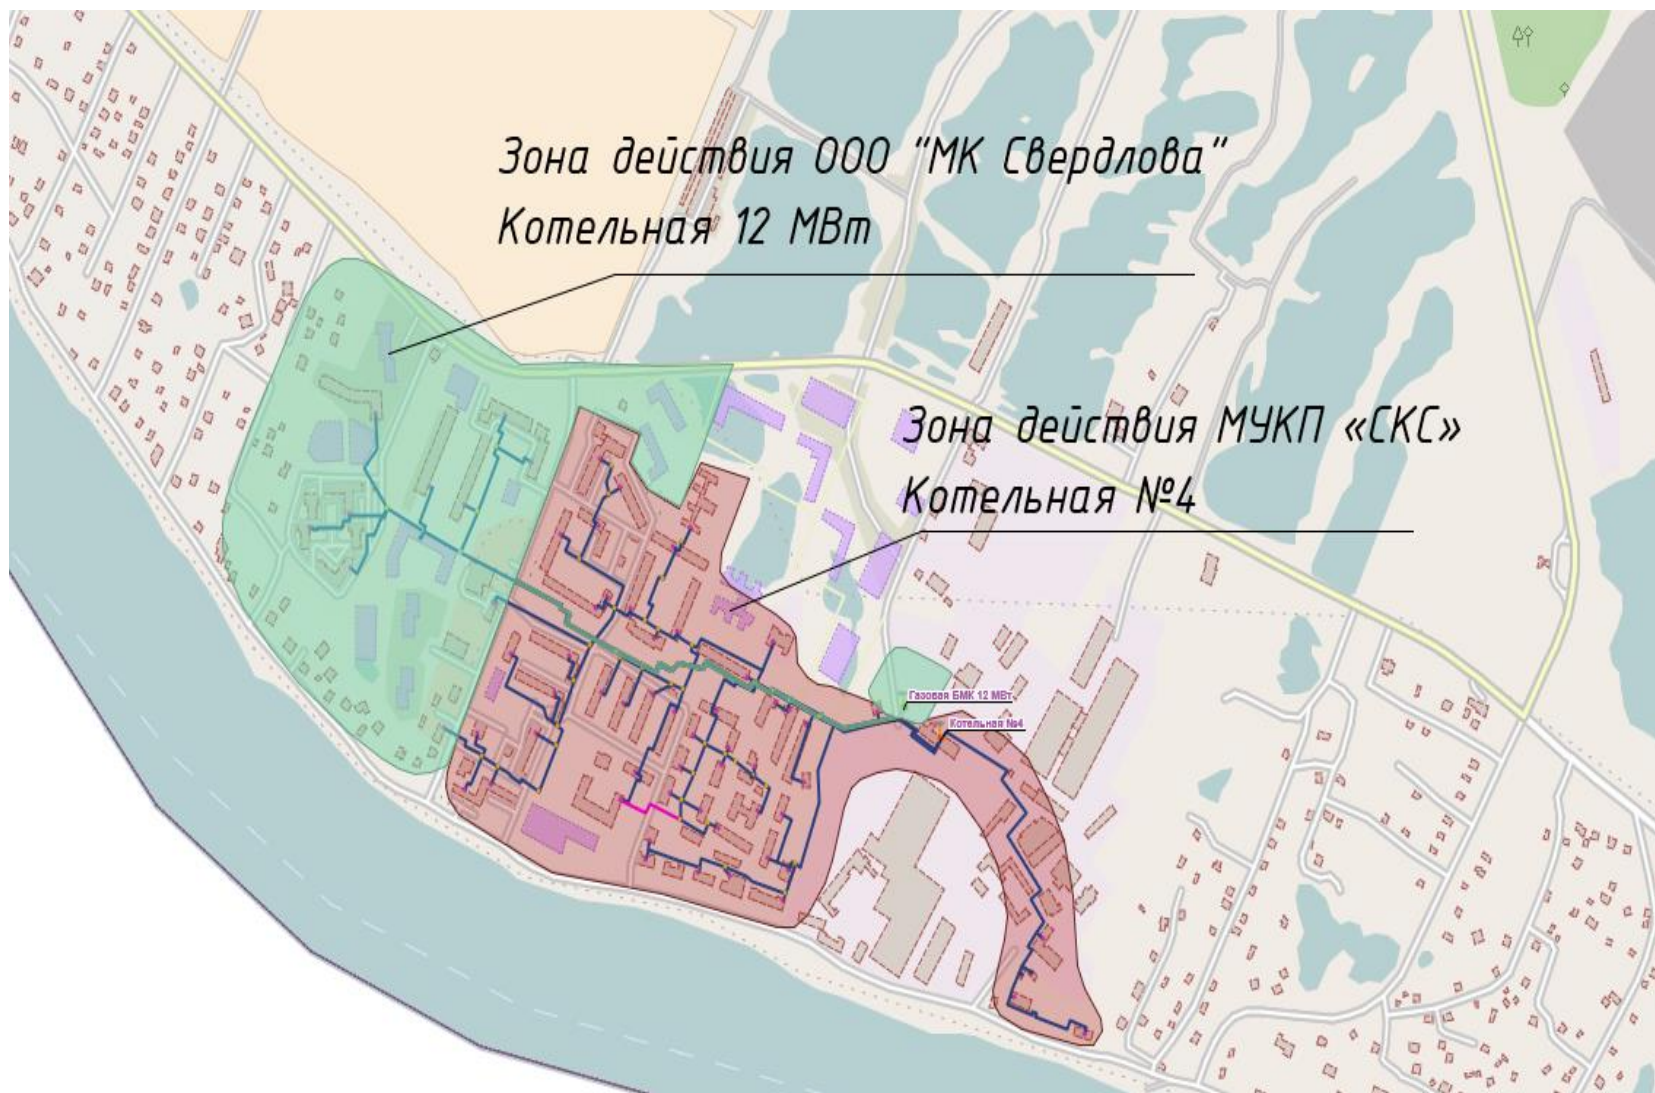 Зона действия ООО "МК Свердлова"
Котельная 12 МВт
Зона действия МУКП «СКС»
Котельная №4
Газовая БМК 12 МВт
Котельная №4